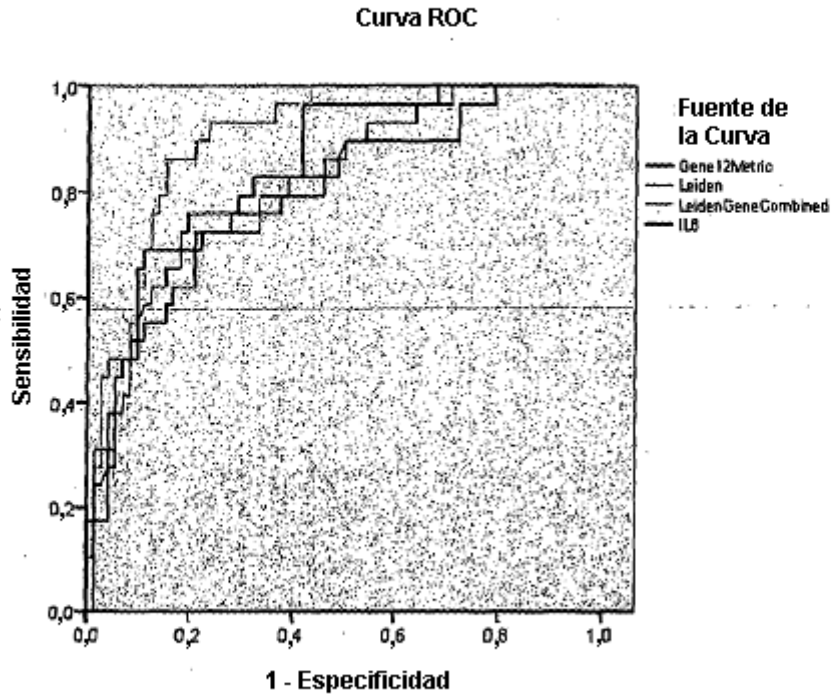 Curva ROC
1,0
0,8
0,6
0,4
0,2
0,0
Sensibilidad
0,0
0,2
0,4
0,6
0,8
1,0
1 - Especificidad
Fuente de
la Curva
Gene12Metric
Leiden
LeidenGeneCombined
IL6